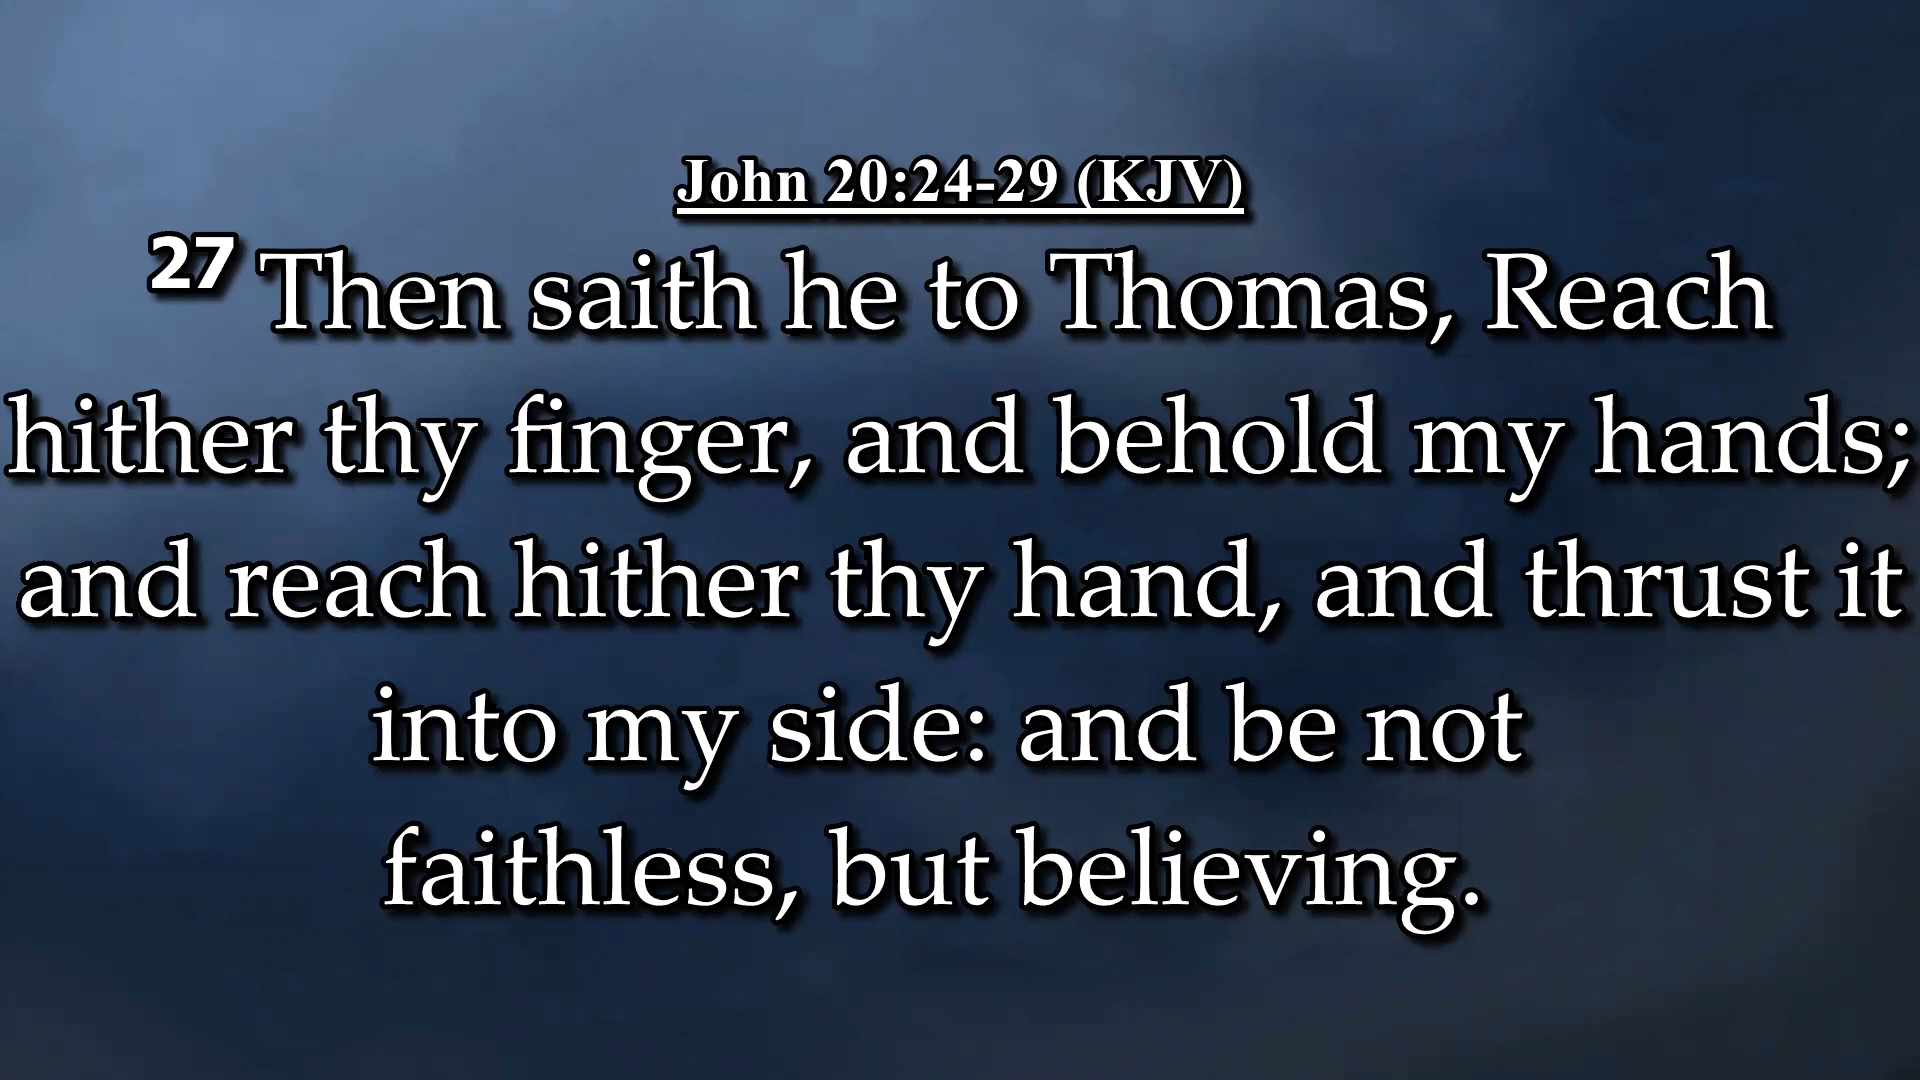 John 20:24-29 (KJV)
27 Then saith he to Thomas, Reach
hither thy finger, and behold my hands;
and reach hither thy hand, and thrust it
into my side: and be not
faithless, but believing.